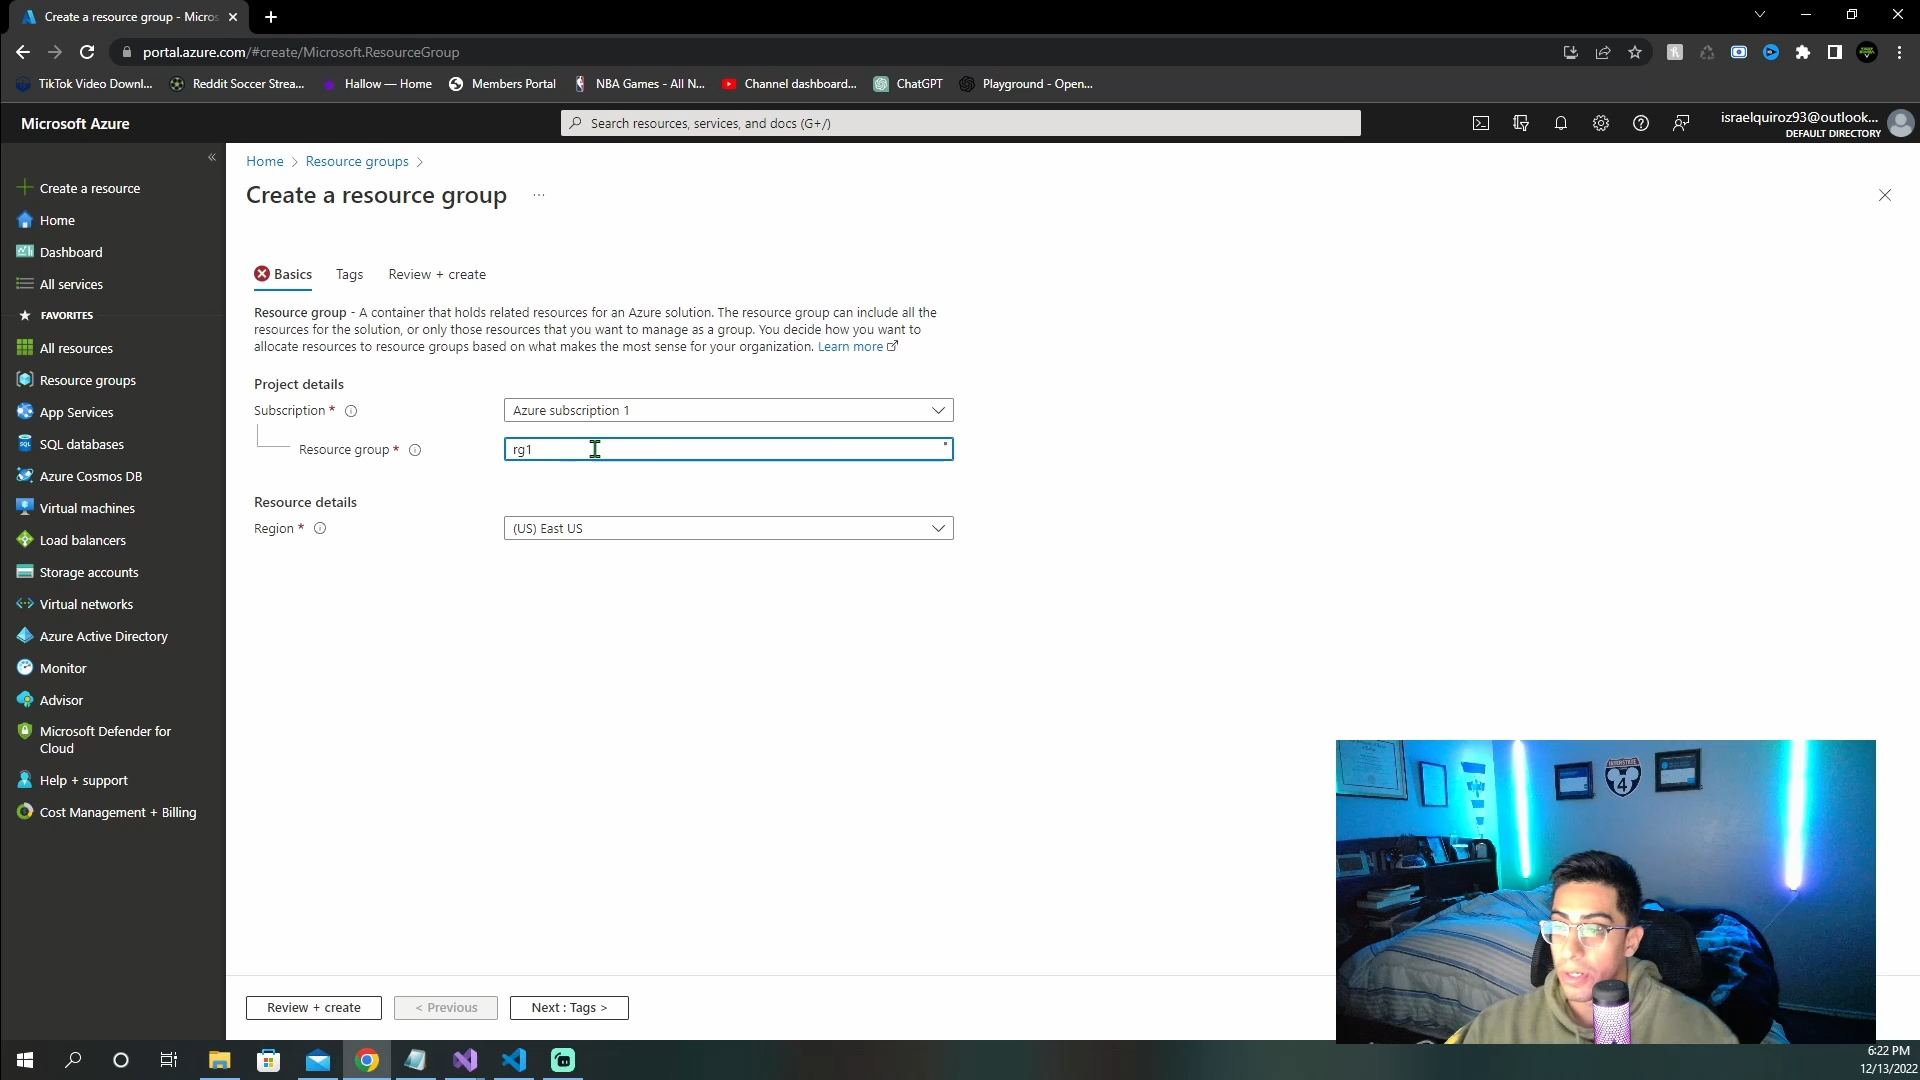 Create a resource group - Micros
portal.azure.com/#create/Microsoft.ResourceGroup
TikTok Video Downl...
Reddit Soccer Strea...
Hallow — Home
Members Portal
NBA Games - All N...
Channel dashboard...
ChatGPT
Playground - Open...
Microsoft Azure
Search resources, services, and docs (G+/)
israelquiroz93@outlook...
DEFAULT DIRECTORY
Create a resource
Home
Dashboard
All services
FAVORITES
All resources
Resource groups
App Services
SQL databases
Azure Cosmos DB
Virtual machines
Load balancers
Storage accounts
Virtual networks
Azure Active Directory
Monitor
Advisor
Microsoft Defender for
Cloud
Help + support
Cost Management + Billing
Home > Resource groups >
Create a resource group ...
Basics
Tags
Review + create
Resource group - A container that holds related resources for an Azure solution. The resource group can include all the
resources for the solution, or only those resources that you want to manage as a group. You decide how you want to
allocate resources to resource groups based on what makes the most sense for your organization. Learn more
Project details
Subscription *
Azure subscription 1
Resource group *
rg1
Resource details
Region *
(US) East US
Review + create
< Previous
Next : Tags >
INTERSTATE
4
6:22 PM
12/13/2022